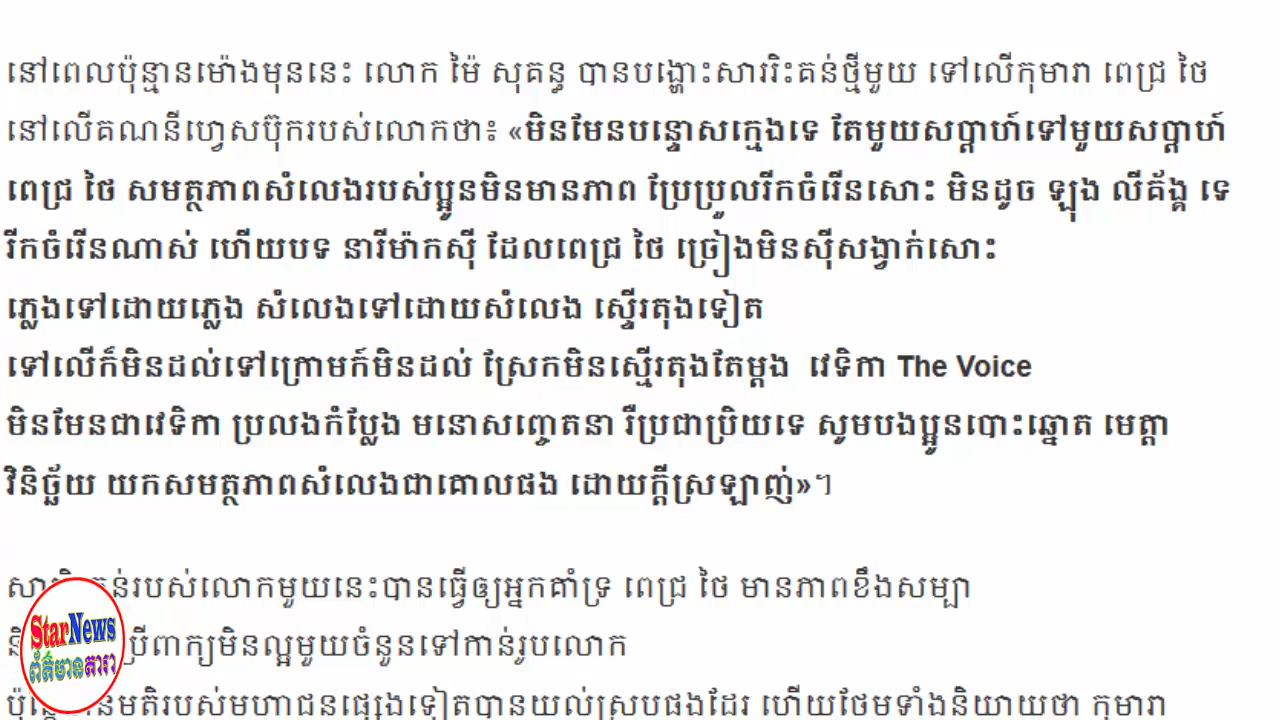 នៅពេលប៉ុន្មានម៉ោងមុននេះ លោក ម៉ៃ សុគន្ធ បានបង្ហោះសាររិះគន់ថ្មីមួយ ទៅលើកុមារា ពេជ្រ ថៃ
នៅលើគណនីហ្វេសប៊ុករបស់លោកថា៖ «មិនមែនបន្ទោសក្មេងទេ តែមួយសប្តាហ៍ទៅមួយសប្តាហ៍
ពេជ្រ ថៃ សមត្ថភាពសំលេងរបស់ប្អូនមិនមានភាព ប្រែប្រួលរីកចំរើនសោះ មិនដូច ឡុង លីគ័ង្គ ទេ
រីកចំរើនណាស់ ហើយបទ នារីម៉ាកស៊ី ដែលពេជ្រ ថៃ ច្រៀងមិនស៊ីសង្វាក់សោះ
ភ្លេងទៅដោយភ្លេង សំលេងទៅដោយសំលេង ស្ទើរតុងទៀត
ទៅលើក៏មិនដល់ទៅក្រោមក៍មិនដល់ ស្រែកមិនស្មើរតុងតែម្តង វេទិកា The Voice
មិនមែនជាវេទិកា ប្រលងកំប្លែង មនោសញ្ចេតនា រឺប្រជាប្រិយទេ សូមបងប្អូនបោះឆ្នោត មេត្តា
វិនិច្ឆ័យ យកសមត្ថភាពសំលេងជាគោលផង ដោយក្តីស្រឡាញ់»។
របស់លោកមួយនេះបានធ្វើឲ្យអ្នកគាំទ្រ ពេជ្រ ថៃ មានភាពខឹងសម្បា
ប្រើពាក្យមិនល្អមួយចំនួនទៅកាន់រូបលោក
មតិរបស់មហាជនផ្សេងទៀតបានយល់ស្របផងដែរ ហើយថែមទាំងនិយាយថា កុមារា
StarNews
ព័ត៌មានតារា